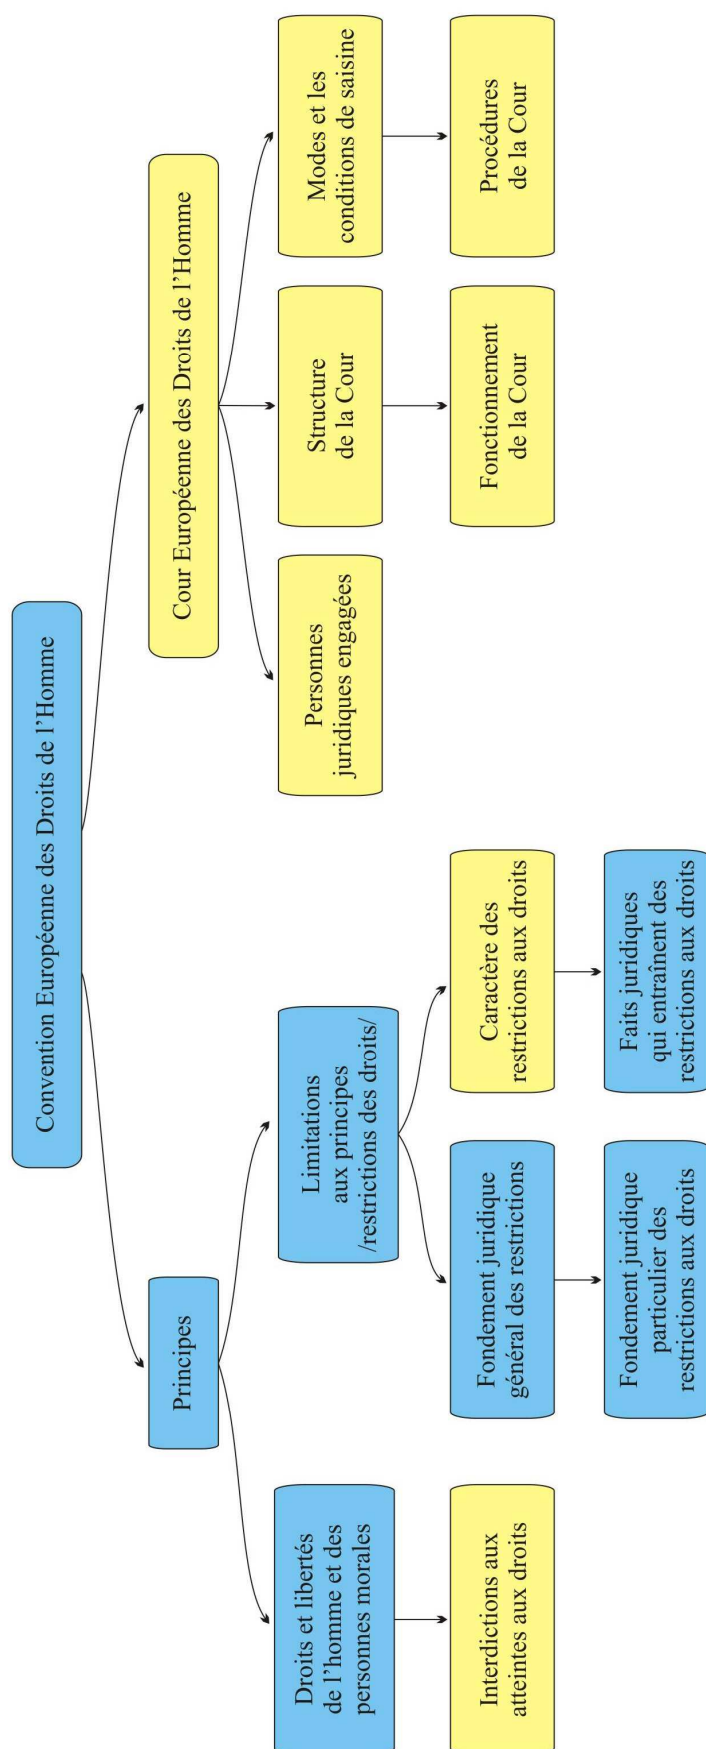 Convention Européenne des Droits de l'Homme
Principes
Cour Européenne des Droits de l'Homme
Droits et libertés
de l'homme et des
personnes morales
Limitations
aux principes
/restrictions des droits/
Personnes
juridiques engagées
Structure
de la Cour
Modes et les
conditions de saisine
Interdictions aux
atteintes aux droits
Fondement juridique
général des restrictions
Caractère des
restrictions aux droits
Fonctionnement
de la Cour
Procédures
de la Cour
Fondement juridique
particulier des
restrictions aux droits
Faits juridiques
qui entraînent des
restrictions aux droits